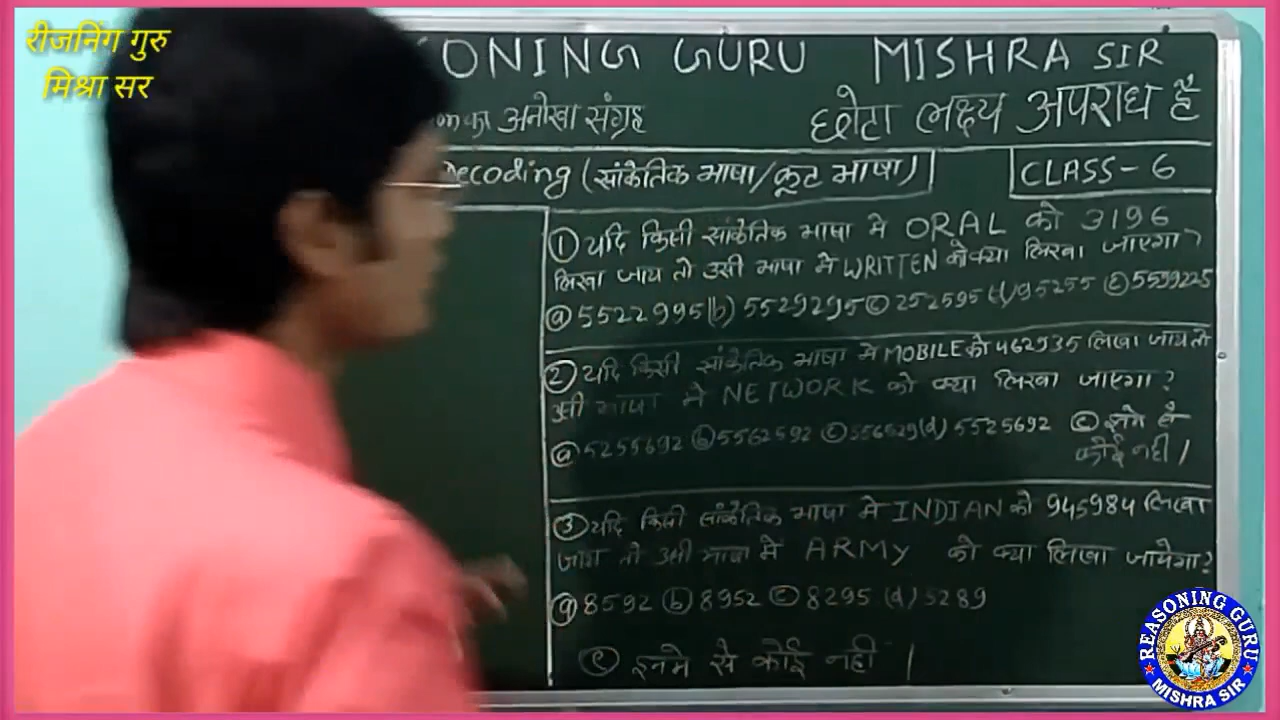 रीजनिंग गुरु
मिश्रा सर
ONING GURU MISHRA SIR
का अनोखा संग्रह छोटा लक्ष्य अपराध है
Decoding (सांकेतिक भाषा/कूट भाषा) CLASS-6
① यदि किसी सांकेतिक भाषा मे ORAL को 3196
लिखा जाय तो उसी भाषा मे WRITTEN को क्या लिखा जाएगा?
ⓐ 5522995 (b) 5529295 ⓒ 252595 (d) 95255 ⓔ 5559225
② यदि किसी सांकेतिक भाषा मे MOBILE को 462935 लिखा जाय तो
उसी भाषा मे NETWORK को क्या लिखा जाएगा?
ⓐ 5255692 ⓑ 5562592 ⓒ 556529 (d) 5525692 ⓔ इनमे से
कोई नही।
③ यदि किसी सांकेतिक भाषा मे INDIAN को 945984 लिखा
जाय तो उसी भाषा मे ARMY को क्या लिखा जायेगा?
ⓐ 8592 ⓑ 8952 ⓒ 8295 (d) 5289
ⓔ इनमे से कोई नही।
REASONING GURU
MISHRA SIR